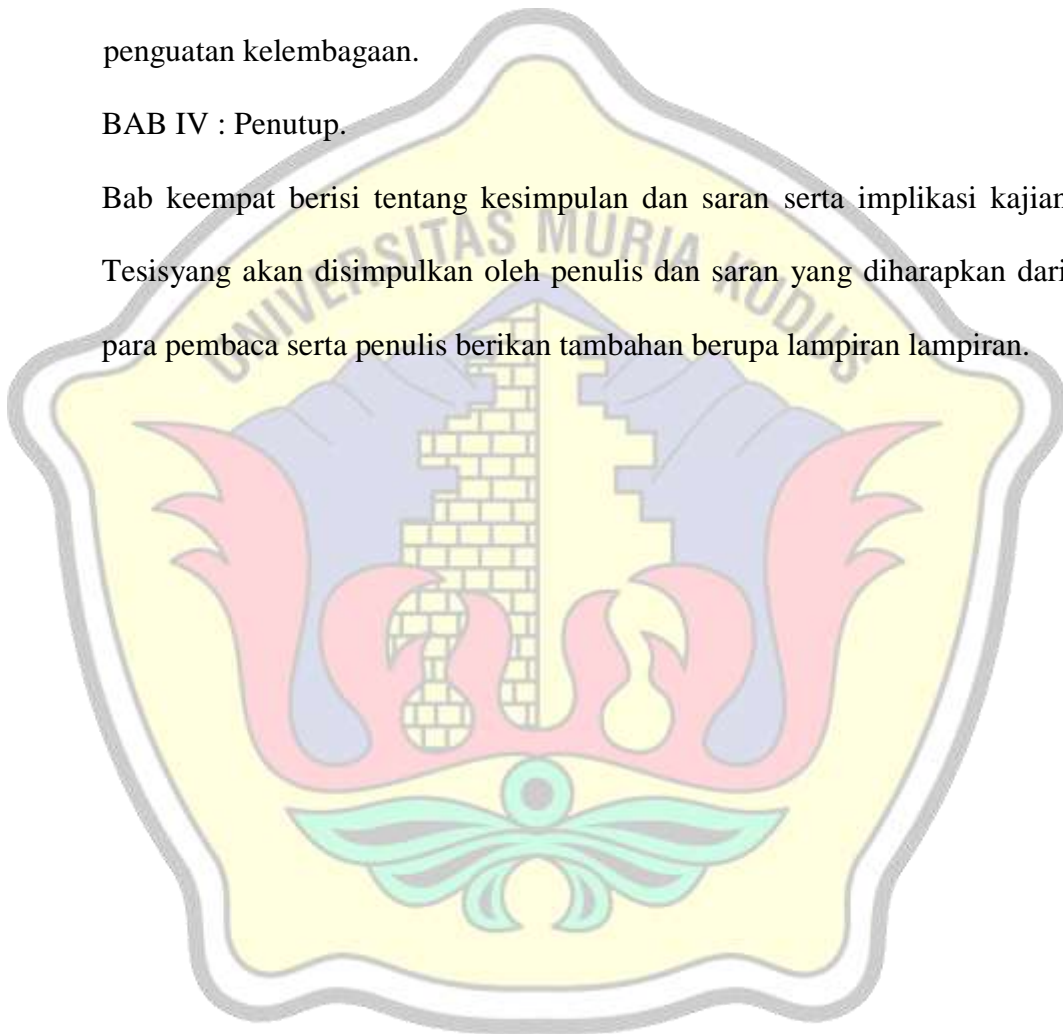 penguatan kelembagaan.
BAB IV : Penutup.
Bab keempat berisi tentang kesimpulan dan saran serta implikasi kajian
Tesisyang akan disimpulkan oleh penulis dan saran yang diharapkan dari
para pembaca serta penulis berikan tambahan berupa lampiran lampiran.
UNIVERSITAS MURIA KUDUS